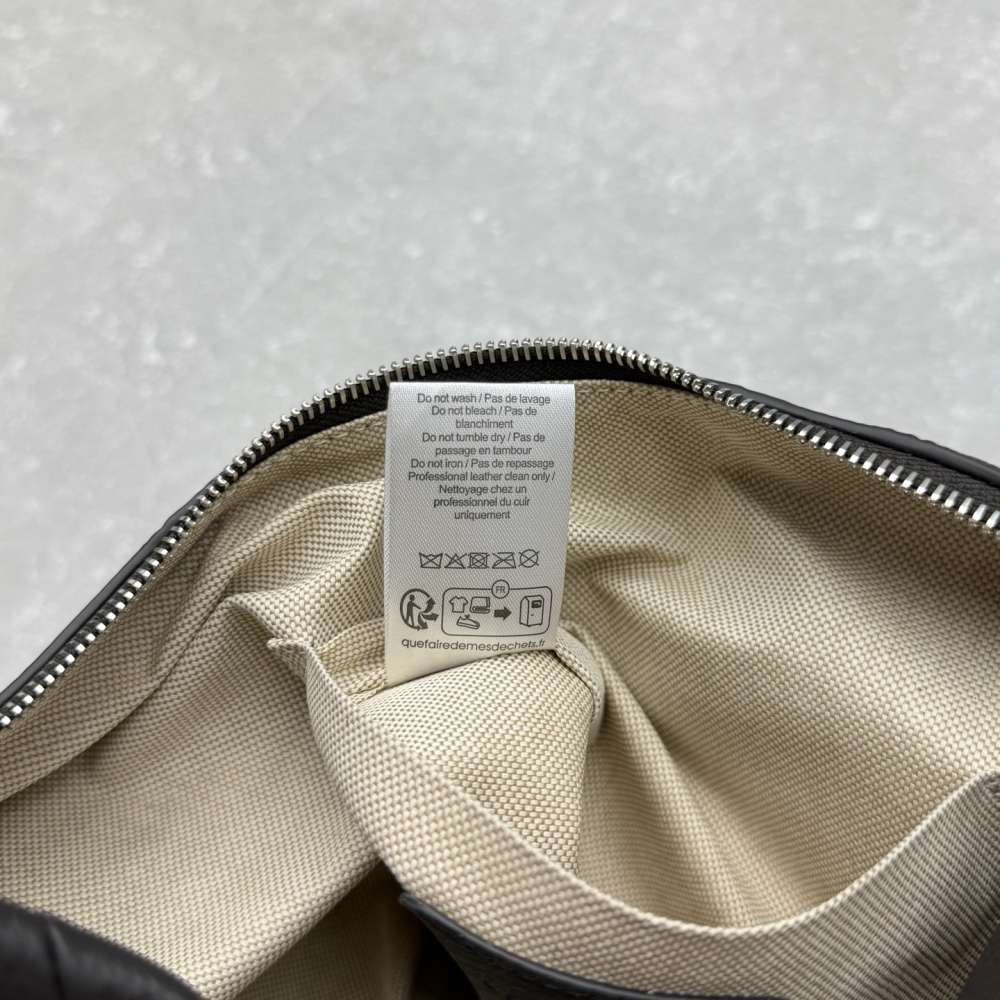 Do not wash / Pas de lavage
Do not bleach / Pas de
blanchiment
Do not tumble dry / Pas de
passage en tambour
Do not iron / Pas de repassage
Professional leather clean only /
Nettoyage chez un
professionnel du cuir
uniquement
FR
quefairedemesdechets.fr